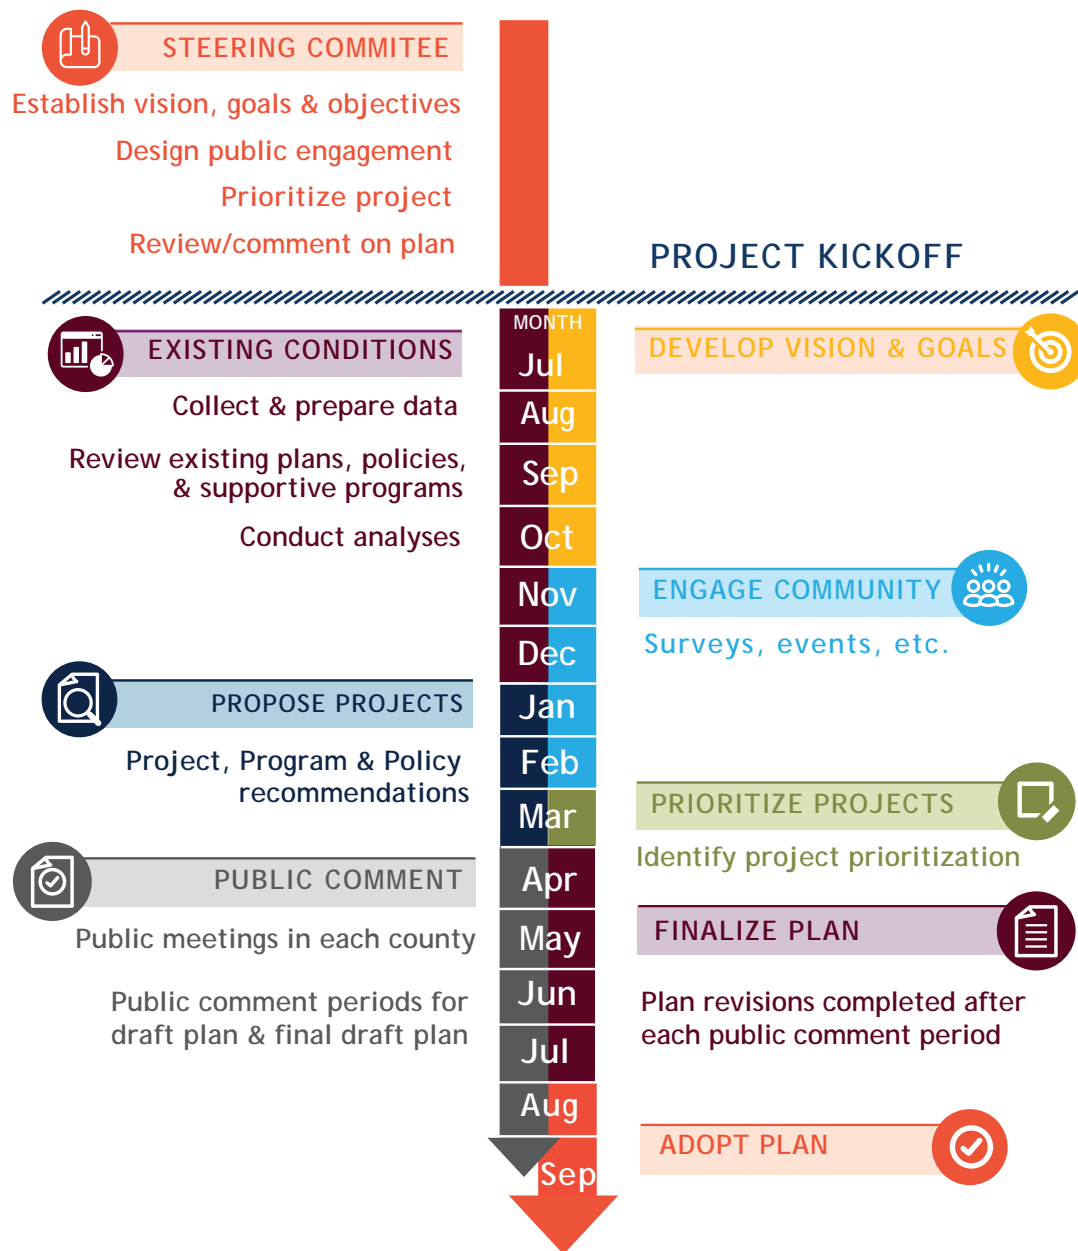 STEERING COMMITEE
Establish vision, goals & objectives
Design public engagement
Prioritize project
Review/comment on plan
PROJECT KICKOFF
MONTH
Jul
Aug
Sep
Oct
Nov
Dec
Jan
Feb
Mar
Apr
May
Jun
Jul
Aug
Sep
EXISTING CONDITIONS
Collect & prepare data
Review existing plans, policies,
& supportive programs
Conduct analyses
PROPOSE PROJECTS
Project, Program & Policy
recommendations
PUBLIC COMMENT
Public meetings in each county
Public comment periods for
draft plan & final draft plan
DEVELOP VISION & GOALS
ENGAGE COMMUNITY
Surveys, events, etc.
PRIORITIZE PROJECTS
Identify project prioritization
FINALIZE PLAN
Plan revisions completed after
each public comment period
ADOPT PLAN